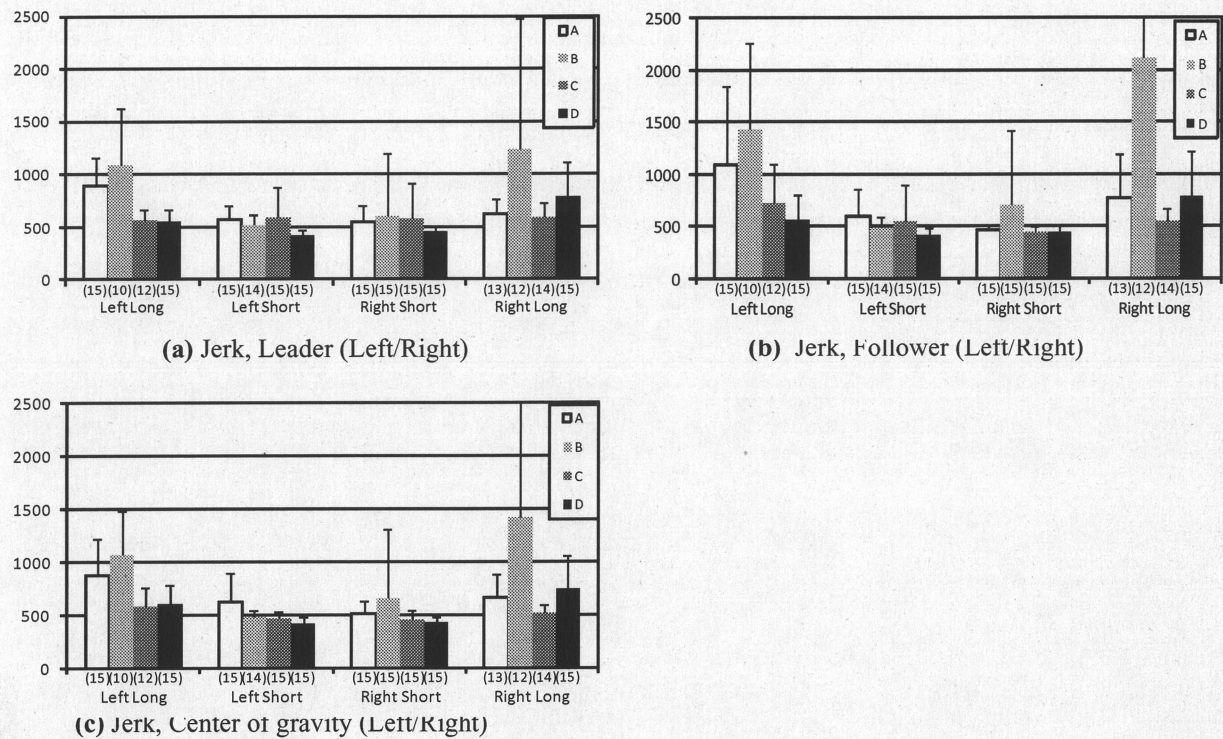 2500
2000
1500
1000
500
0
A
B
C
D
(15)(10)(12)(15) (15)(14)(15)(15) (15)(15)(15)(15) (13)(12)(14)(15)
Left Long Left Short Right Short Right Long
(a) Jerk, Leader (Left/Right)
2500
2000
1500
1000
500
0
A
B
C
D
(15)(10)(12)(15) (15)(14)(15)(15) (15)(15)(15)(15) (13)(12)(14)(15)
Left Long Left Short Right Short Right Long
(b) Jerk, Follower (Left/Right)
2500
2000
1500
1000
500
0
A
B
C
D
(15)(10)(12)(15) (15)(14)(15)(15) (15)(15)(15)(15) (13)(12)(14)(15)
Left Long Left Short Right Short Right Long
(c) Jerk, Center of gravity (Left/Right)